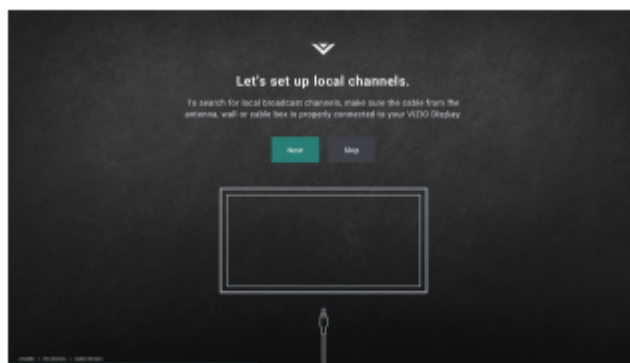 Let's set up local channels.
To search for local broadcast channels, make sure the cable from the
antenna, wall or cable box is properly connected to your VIZIO Display.
Next Skip